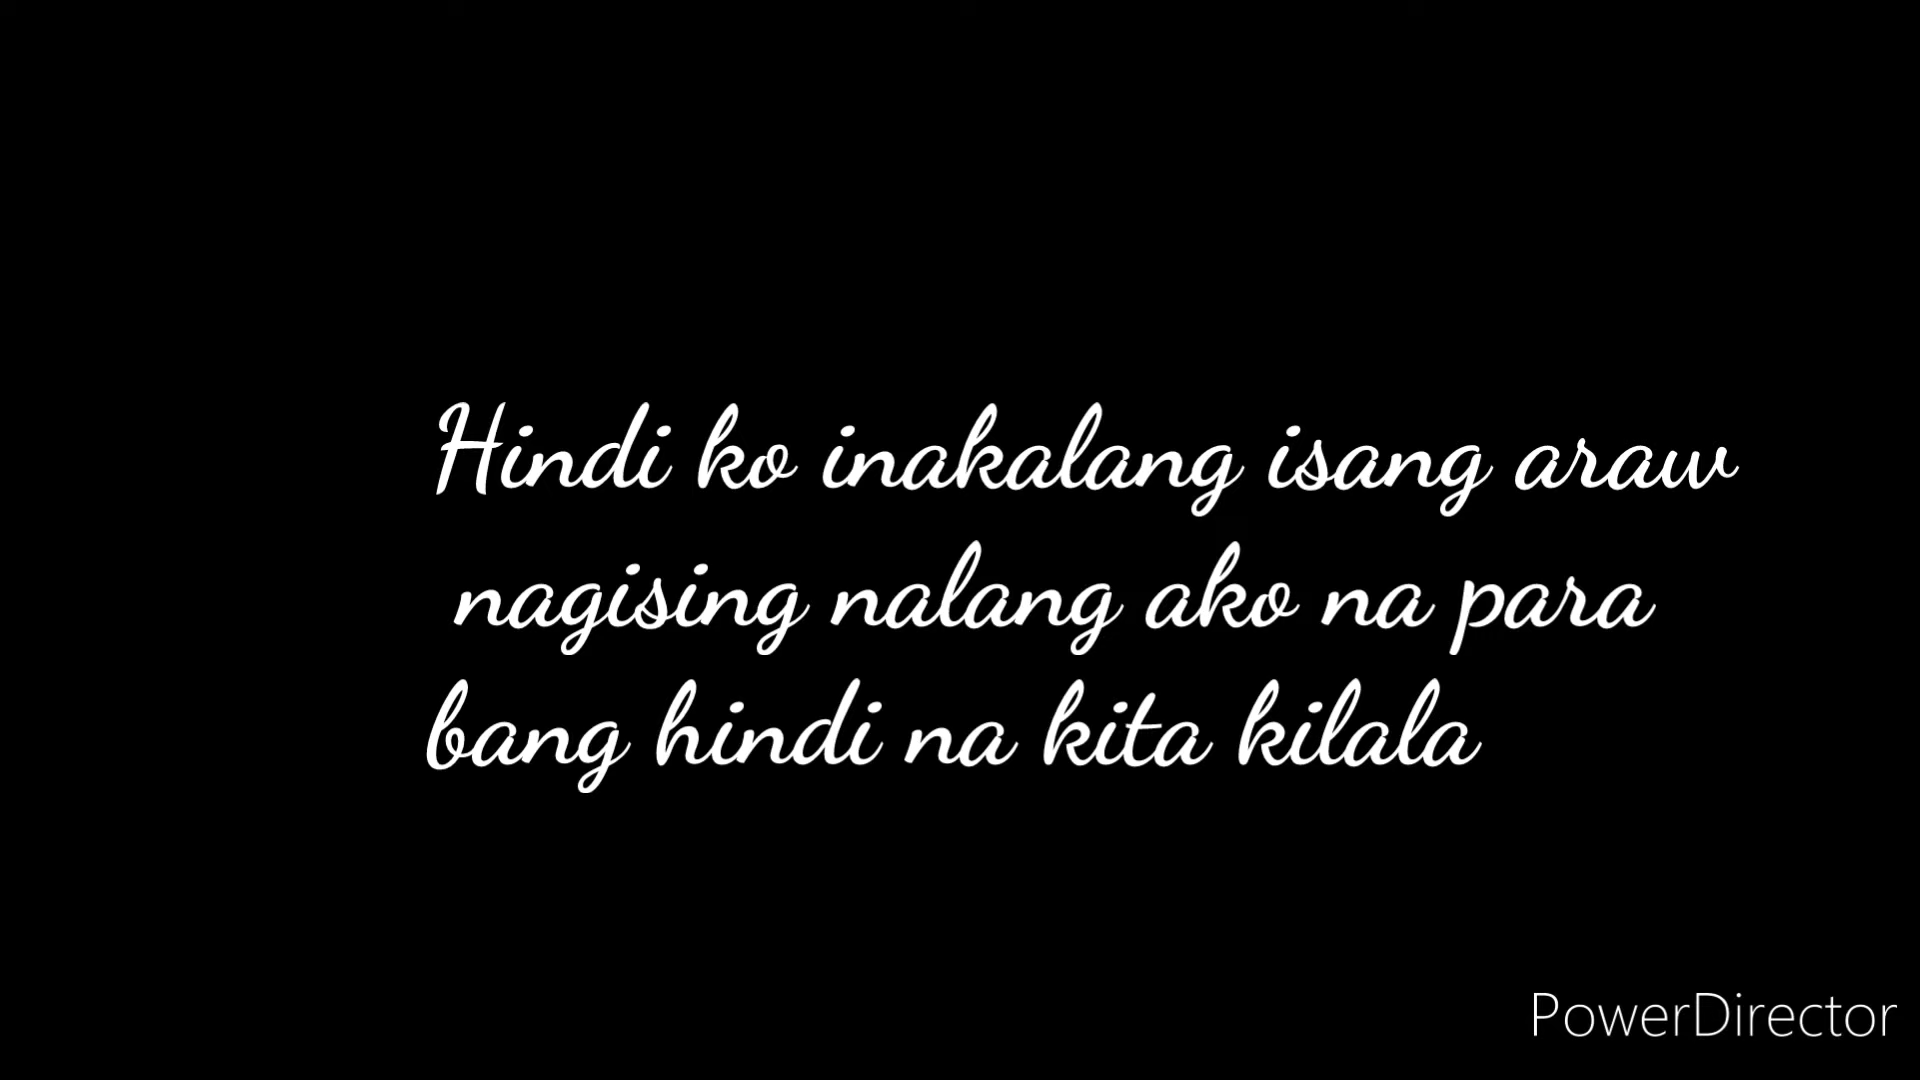 Hindi ko inakalang isang araw
nagising nalang ako na para
bang hindi na kita kilala
PowerDirector